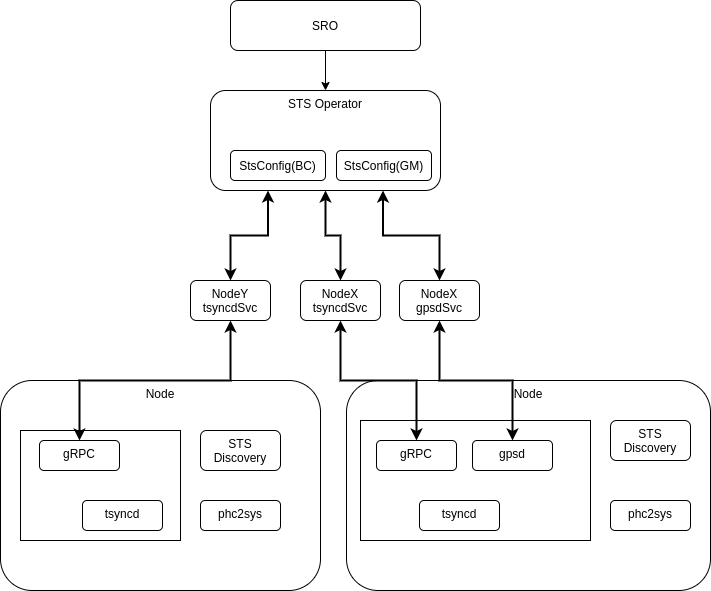 SRO
STS Operator
StsConfig(BC)
StsConfig(GM)
NodeY
tsyncdSvc
NodeX
tsyncdSvc
NodeX
gpsdSvc
Node
gRPC
STS
Discovery
tsyncd
phc2sys
Node
gRPC
gpsd
STS
Discovery
tsyncd
phc2sys